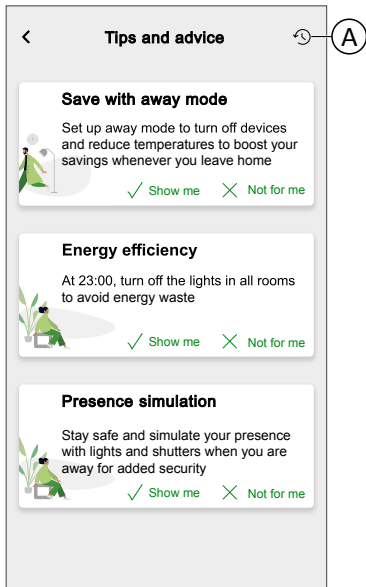 Tips and advice
A
Save with away mode
Set up away mode to turn off devices
and reduce temperatures to boost your
savings whenever you leave home
Show me Not for me
Energy efficiency
At 23:00, turn off the lights in all rooms
to avoid energy waste
Show me Not for me
Presence simulation
Stay safe and simulate your presence
with lights and shutters when you are
away for added security
Show me Not for me